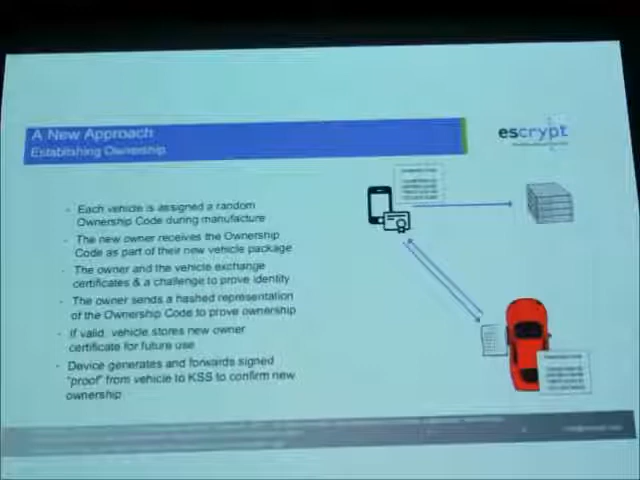 A New Approach
Establishing Ownership
escrypt
- Each vehicle is assigned a random
Ownership Code during manufacture
- The new owner receives the Ownership
Code as part of their new vehicle package
- The owner and the vehicle exchange
certificates & a challenge to prove identity
- The owner sends a hashed representation
of the Ownership Code to prove ownership
- If valid, vehicle stores new owner
certificate for future use
- Device generates and forwards signed
"proof" from vehicle to KSS to confirm new
ownership